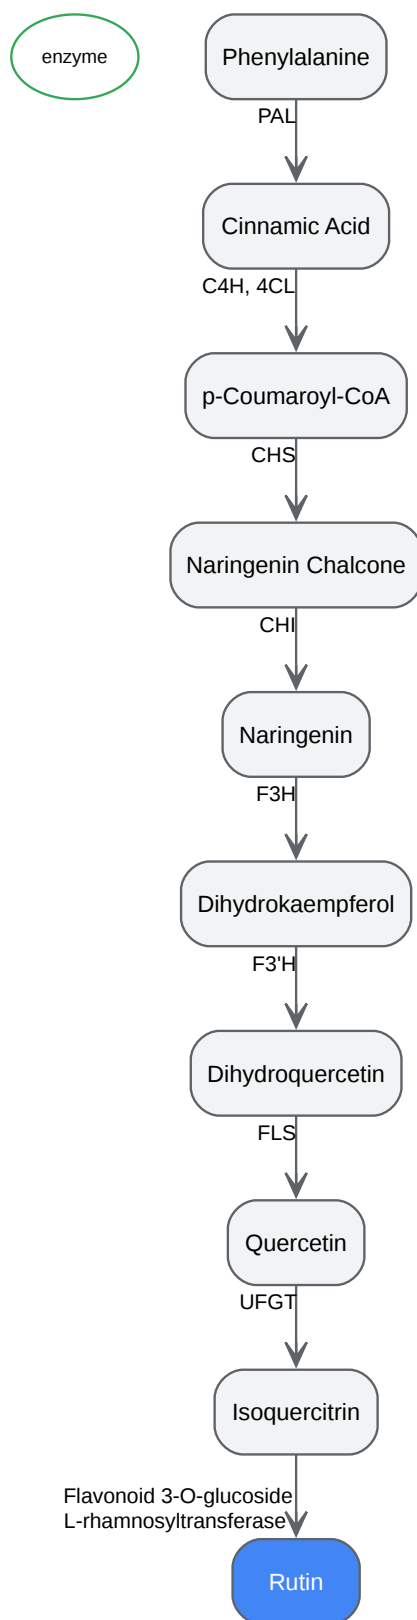 enzyme
Phenylalanine
PAL
Cinnamic Acid
C4H, 4CL
p-Coumaroyl-CoA
CHS
Naringenin Chalcone
CHI
Naringenin
F3H
Dihydrokaempferol
F3'H
Dihydroquercetin
FLS
Quercetin
UFGT
Isoquercitrin
Flavonoid 3-O-glucoside
L-rhamnosyltransferase
Rutin